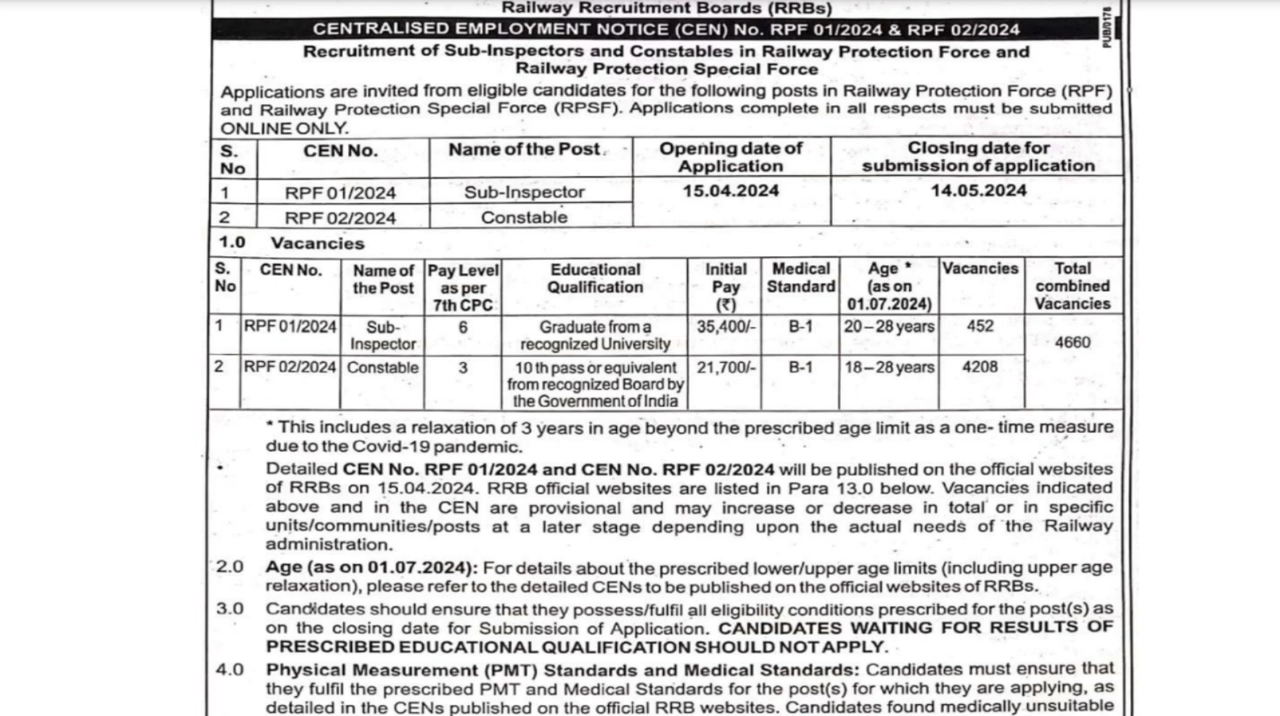 Railway Recruitment Boards (RRBs)
CENTRALISED EMPLOYMENT NOTICE (CEN) No. RPF 01/2024 & RPF 02/2024
PUB/0178
Recruitment of Sub-Inspectors and Constables in Railway Protection Force and
Railway Protection Special Force
Applications are invited from eligible candidates for the following posts in Railway Protection Force (RPF)
and Railway Protection Special Force (RPSF). Applications complete in all respects must be submitted
ONLINE ONLY.
S. No CEN No. Name of the Post Opening date of Application Closing date for submission of application
1 RPF 01/2024 Sub-Inspector 15.04.2024 14.05.2024
2 RPF 02/2024 Constable
1.0 Vacancies
S. No CEN No. Name of the Post Pay Level as per 7th CPC Educational Qualification Initial Pay (₹) Medical Standard Age * (as on 01.07.2024) Vacancies Total combined Vacancies
1 RPF 01/2024 Sub-Inspector 6 Graduate from a recognized University 35,400/- B-1 20–28 years 452 4660
2 RPF 02/2024 Constable 3 10th pass or equivalent from recognized Board by the Government of India 21,700/- B-1 18–28 years 4208
* This includes a relaxation of 3 years in age beyond the prescribed age limit as a one- time measure
due to the Covid-19 pandemic.
• Detailed CEN No. RPF 01/2024 and CEN No. RPF 02/2024 will be published on the official websites
of RRBs on 15.04.2024. RRB official websites are listed in Para 13.0 below. Vacancies indicated
above and in the CEN are provisional and may increase or decrease in total or in specific
units/communities/posts at a later stage depending upon the actual needs of the Railway
administration.
2.0 Age (as on 01.07.2024): For details about the prescribed lower/upper age limits (including upper age
relaxation), please refer to the detailed CENs to be published on the official websites of RRBs.
3.0 Candidates should ensure that they possess/fulfil all eligibility conditions prescribed for the post(s) as
on the closing date for Submission of Application. CANDIDATES WAITING FOR RESULTS OF
PRESCRIBED EDUCATIONAL QUALIFICATION SHOULD NOT APPLY.
4.0 Physical Measurement (PMT) Standards and Medical Standards: Candidates must ensure that
they fulfil the prescribed PMT and Medical Standards for the post(s) for which they are applying, as
detailed in the CENs published on the official RRB websites. Candidates found medically unsuitable